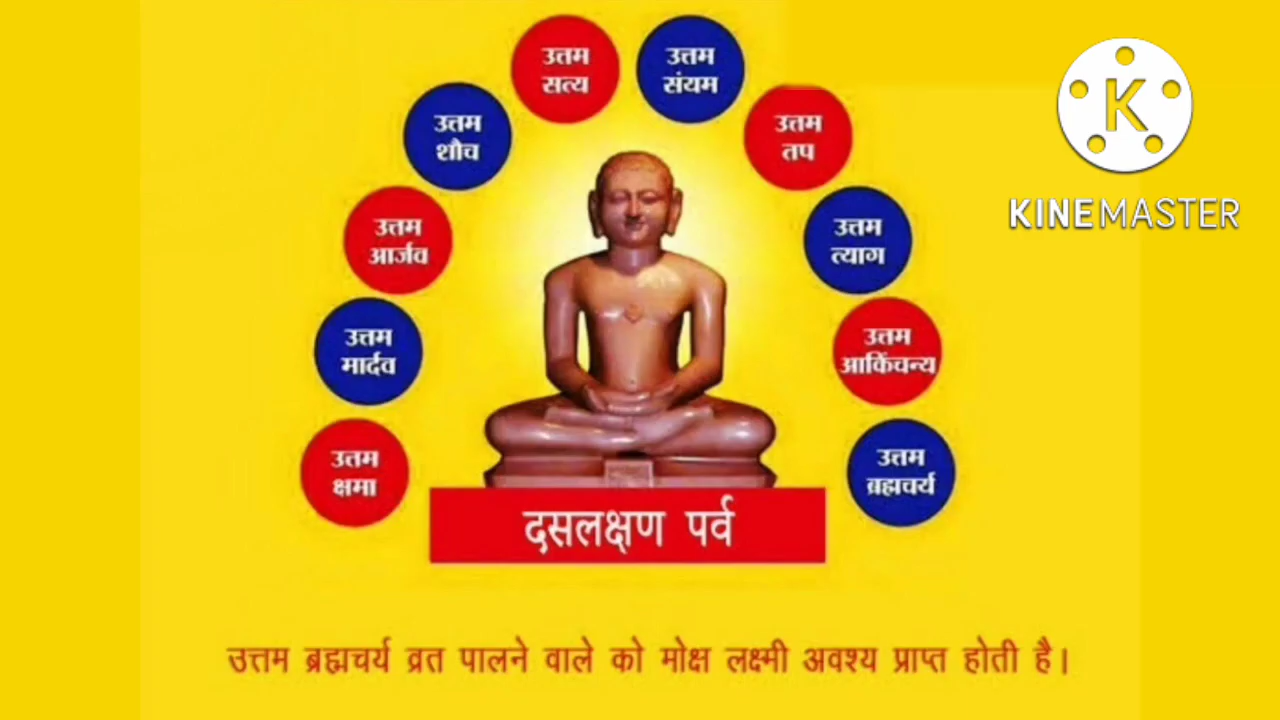 उत्तम
सत्य
उत्तम
संयम
उत्तम
शौच
उत्तम
तप
उत्तम
आर्जव
उत्तम
त्याग
उत्तम
मार्दव
उत्तम
आकिंचन्य
उत्तम
क्षमा
उत्तम
ब्रह्मचर्य
दसलक्षण पर्व
उत्तम ब्रह्मचर्य व्रत पालने वाले को मोक्ष लक्ष्मी अवश्य प्राप्त होती है।
K
KINEMASTER